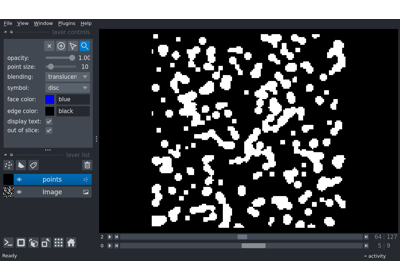 File View Window Plugins Help
layer controls
opacity: 1.00
point size: 10
blending: translucen
symbol: disc
face color: blue
edge color: black
display text:
out of slice:
layer list
points
Image
2 64 127
0 5 9
Ready activity